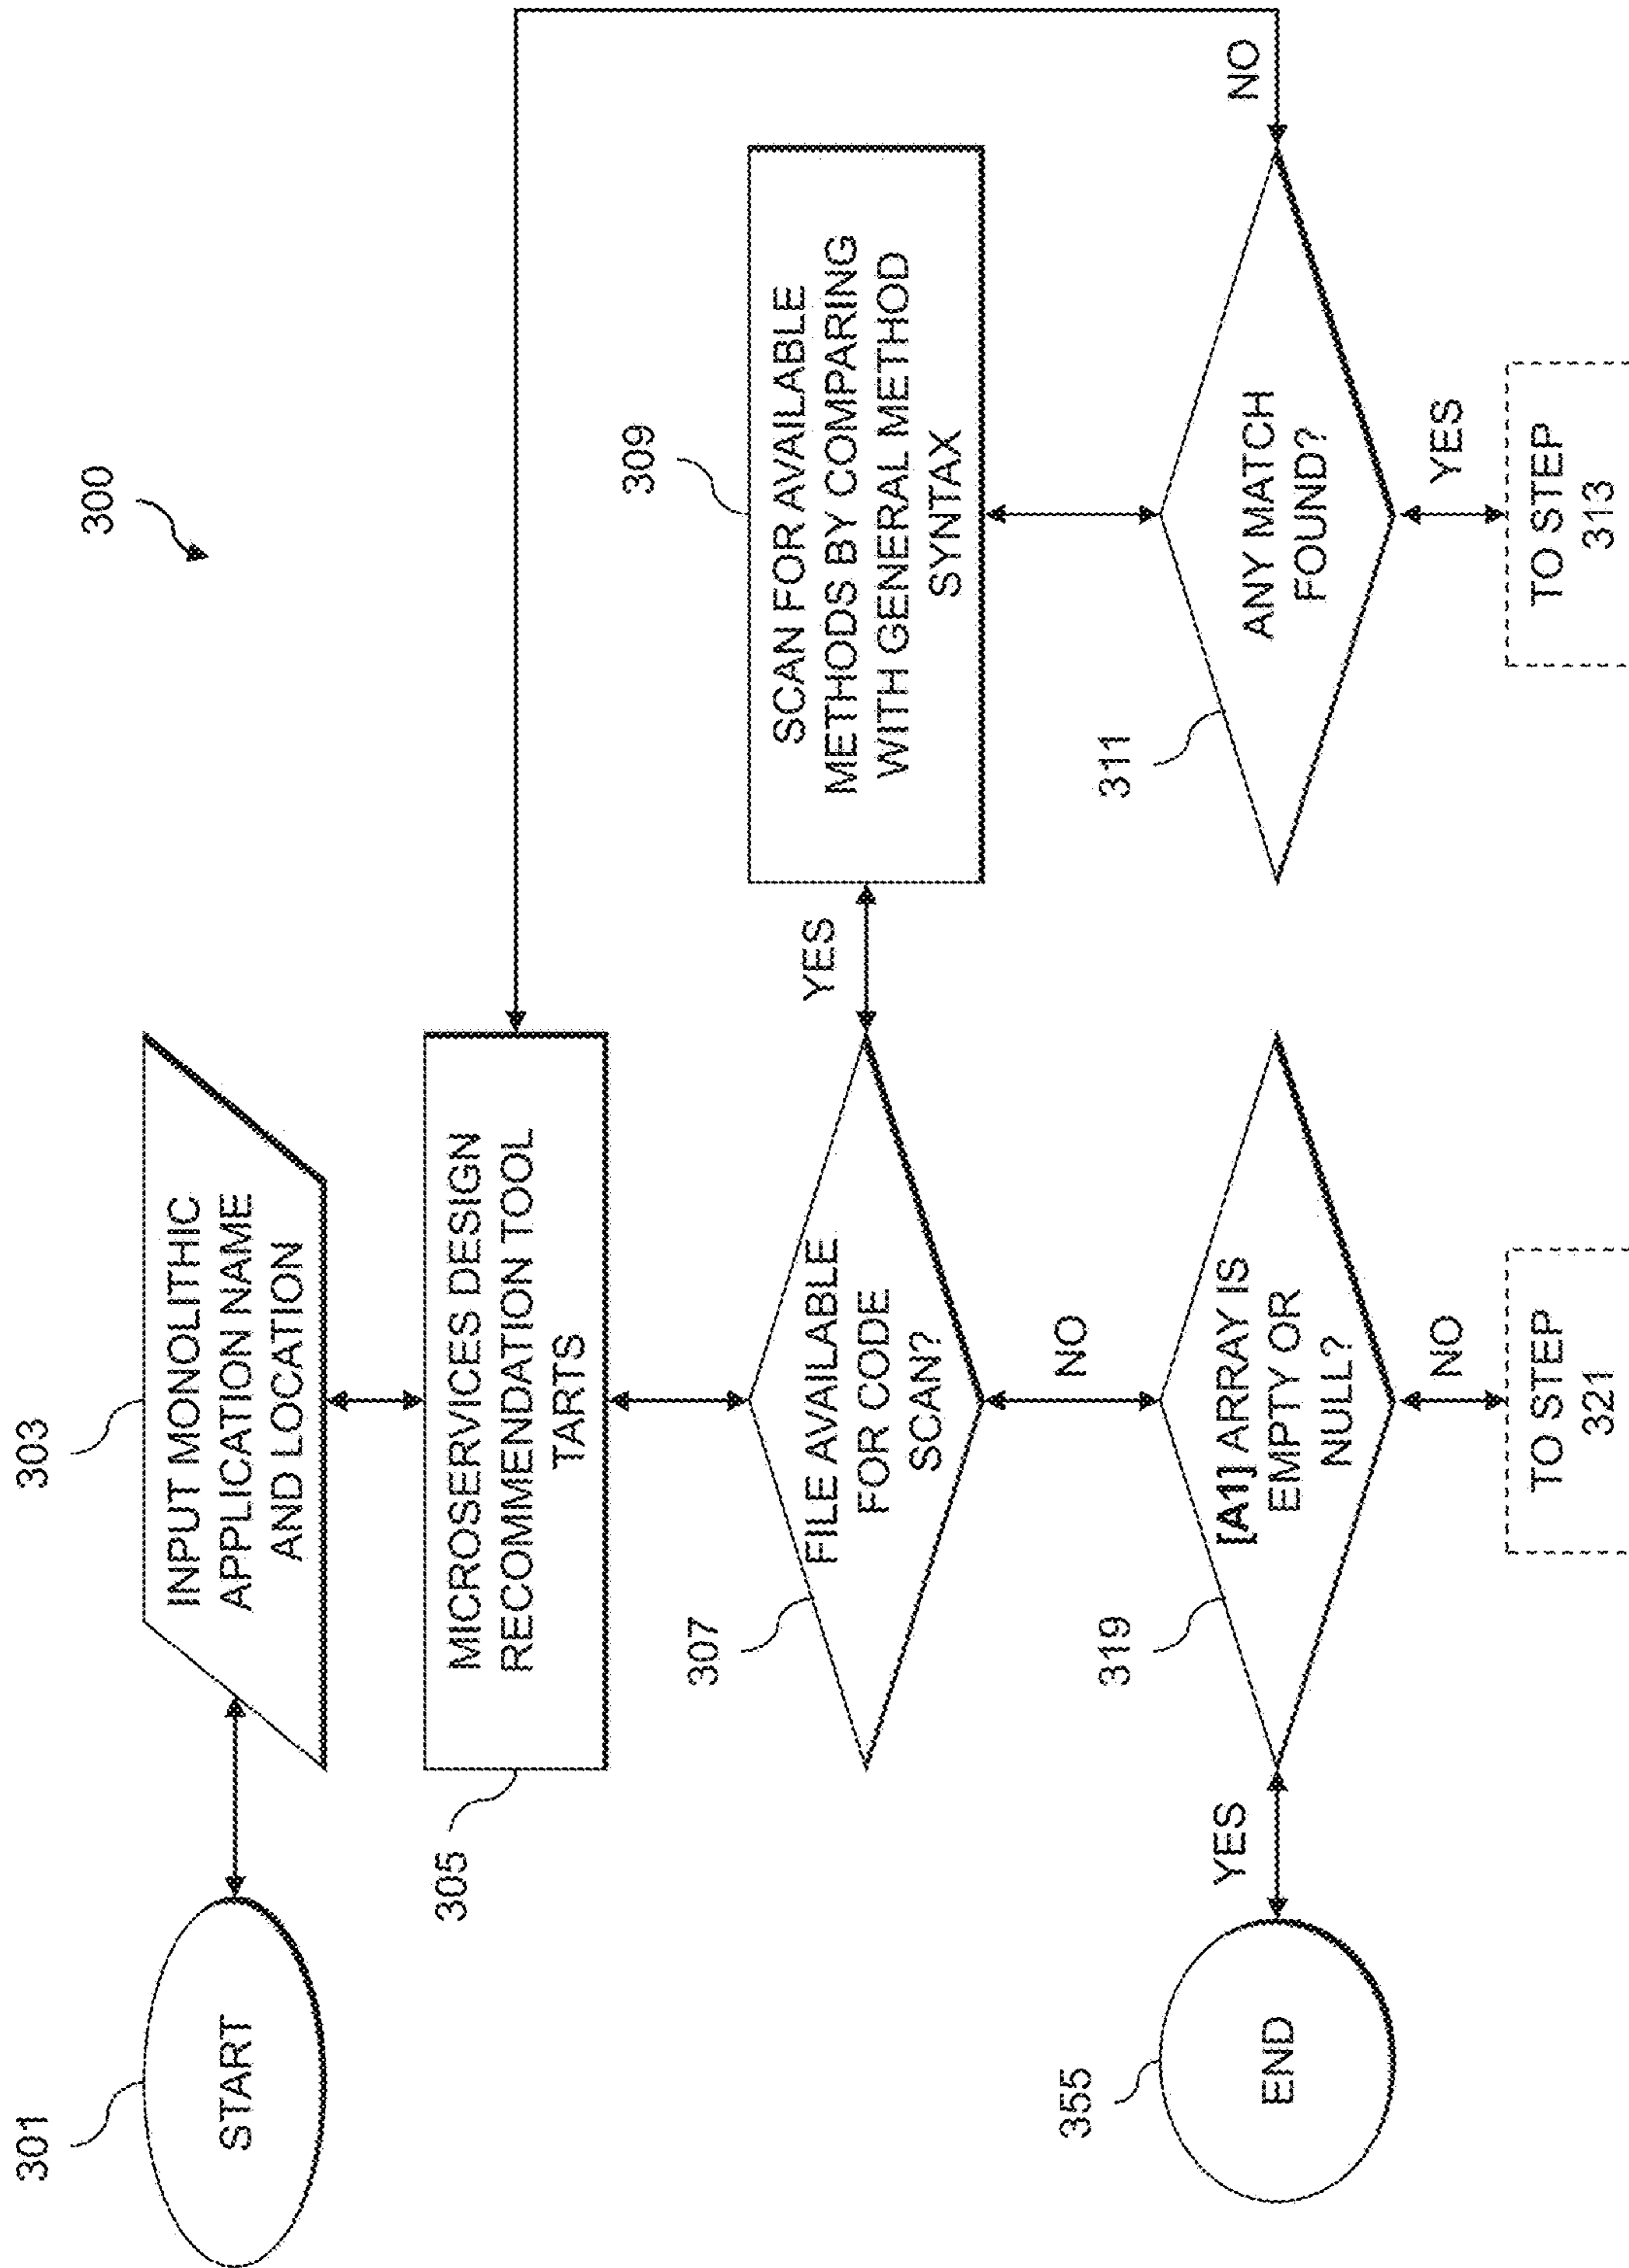 300
301
START
303
INPUT MONOLITHIC
APPLICATION NAME
AND LOCATION
305
MICROSERVICES DESIGN
RECOMMENDATION TOOL
TARTS
307
FILE AVAILABLE
FOR CODE
SCAN?
YES
309
SCAN FOR AVAILABLE
METHODS BY COMPARING
WITH GENERAL METHOD
SYNTAX
NO
355
END
YES
319
[A1] ARRAY IS
EMPTY OR
NULL?
311
ANY MATCH
FOUND?
NO
NO
TO STEP
321
YES
TO STEP
313